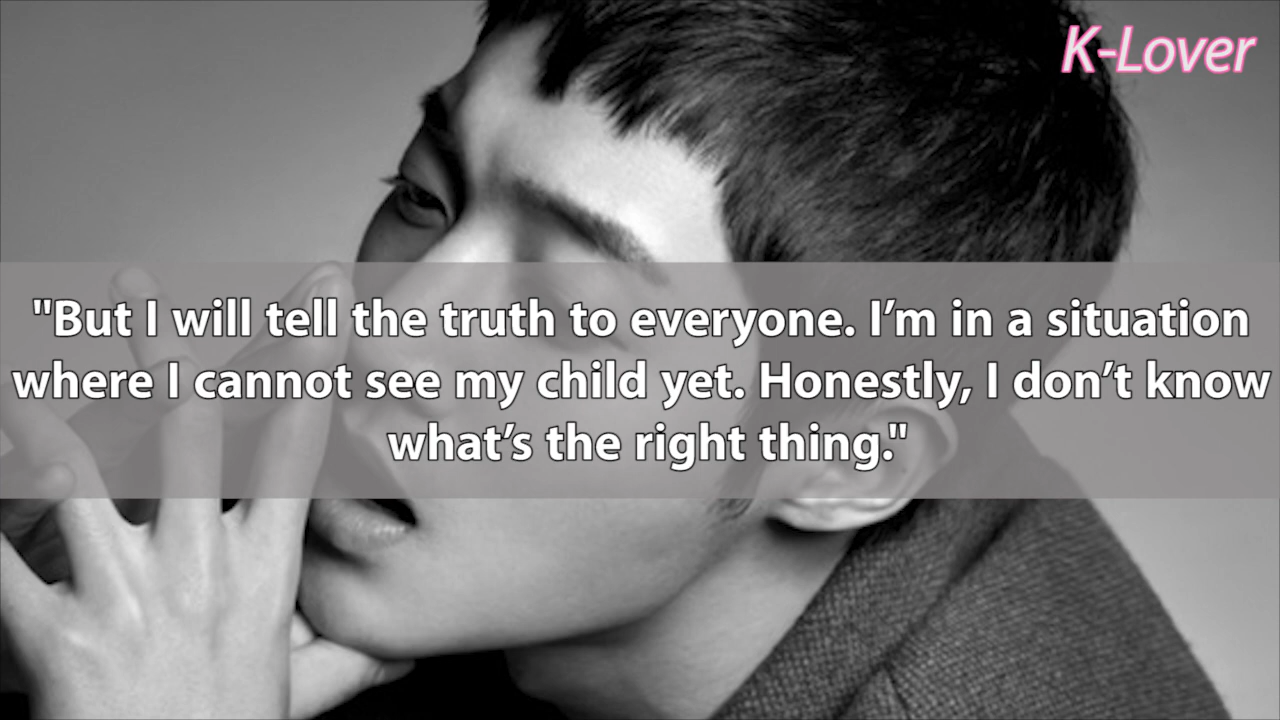 K-Lover
"But I will tell the truth to everyone. I’m in a situation
where I cannot see my child yet. Honestly, I don’t know
what’s the right thing."